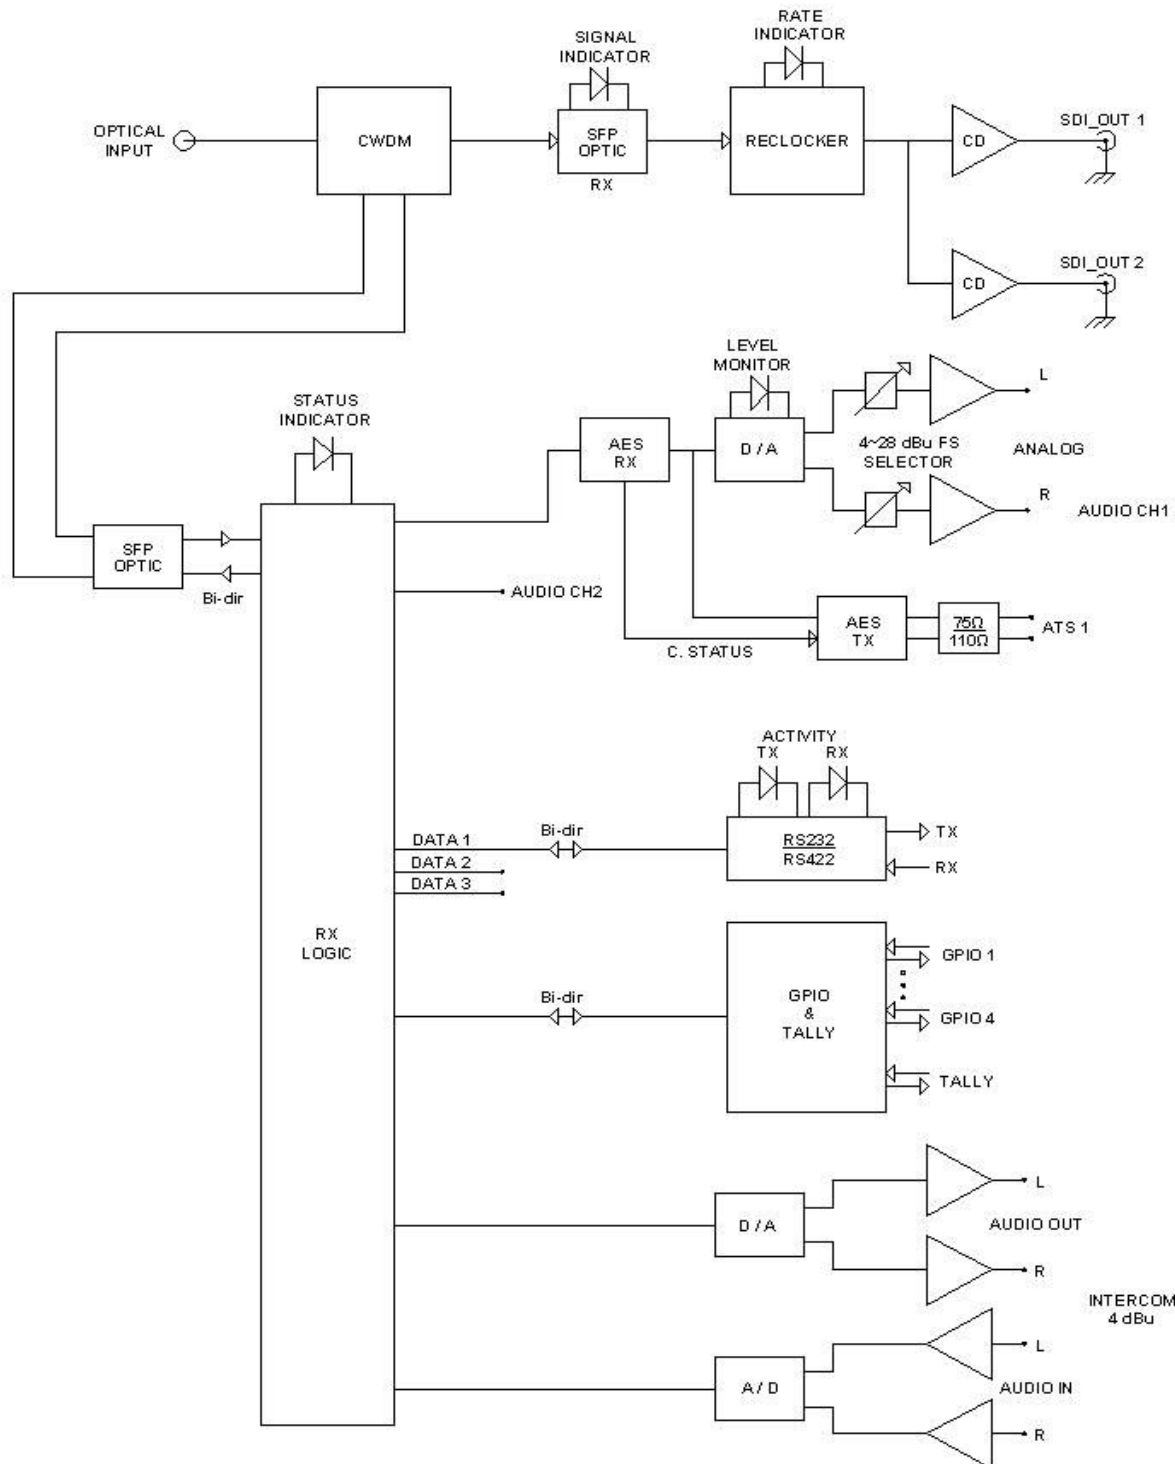 SIGNAL
INDICATOR
RATE
INDICATOR
OPTICAL
INPUT
CWDM
SFP
OPTIC
RX
RECLOCKER
CD
SDI_OUT 1
CD
SDI_OUT 2
LEVEL
MONITOR
STATUS
INDICATOR
AES
RX
D / A
4~28 dBu FS
SELECTOR
L
ANALOG
R
AUDIO CH1
SFP
OPTIC
Bi-dir
AUDIO CH2
C. STATUS
AES
TX
75Ω
110Ω
ATS 1
ACTIVITY
TX
RX
DATA 1
Bi-dir
RS232
RS422
TX
RX
DATA 2
DATA 3
RX
LOGIC
Bi-dir
GPIO
&
TALLY
GPIO 1
GPIO 4
TALLY
D / A
L
AUDIO OUT
R
INTERCOM
4 dBu
A / D
L
AUDIO IN
R